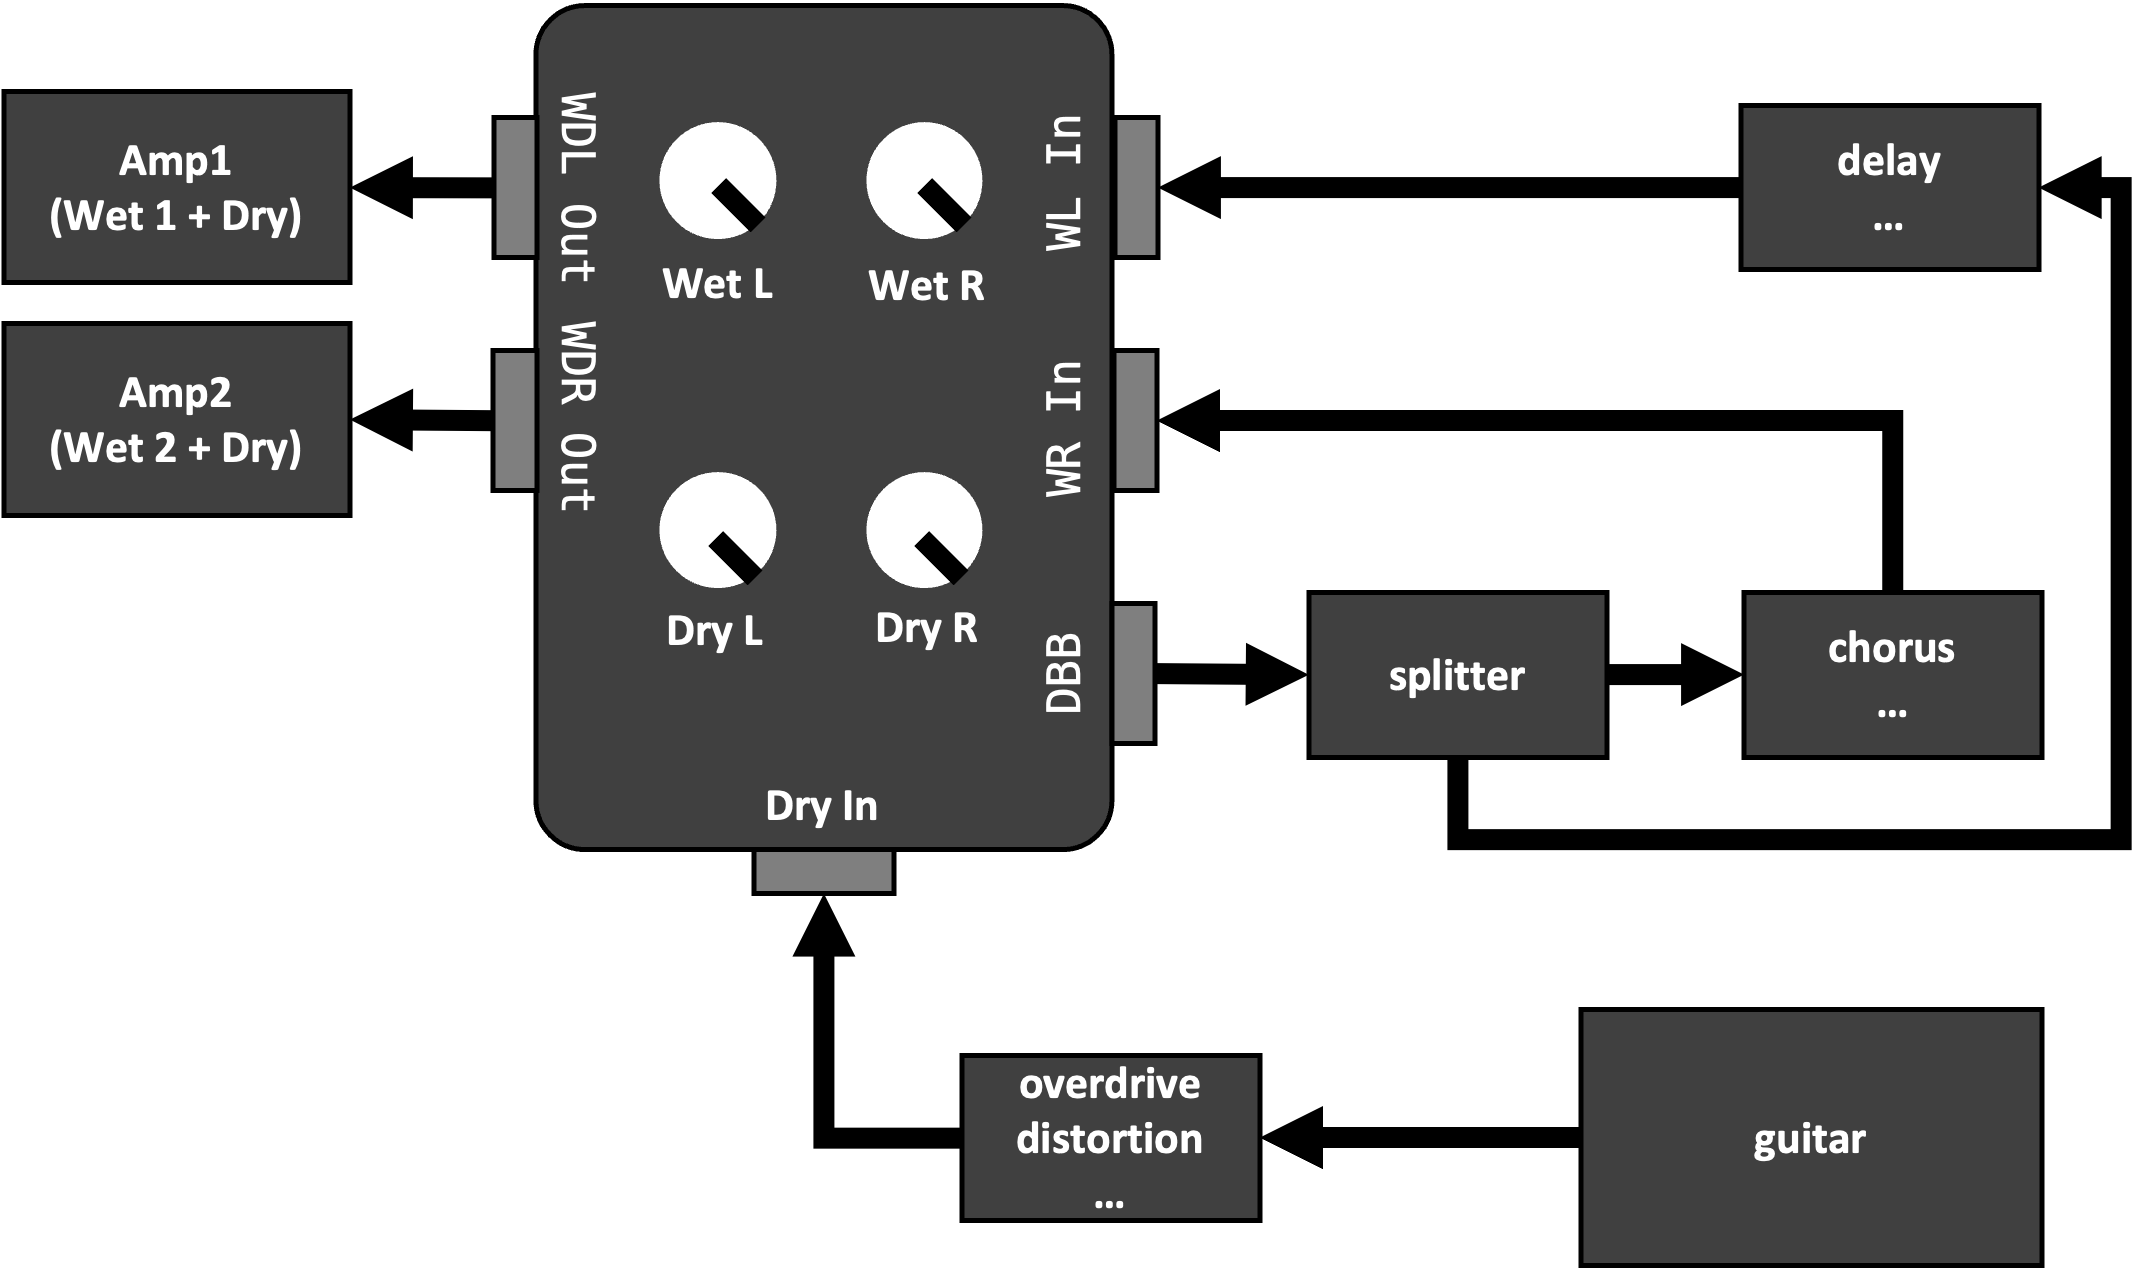 Amp1
(Wet 1 + Dry)
Amp2
(Wet 2 + Dry)
WDL Out
WDR Out
Wet L
Wet R
Dry L
Dry R
WL In
WR In
DBB
Dry In
delay
...
splitter
chorus
...
overdrive
distortion
...
guitar